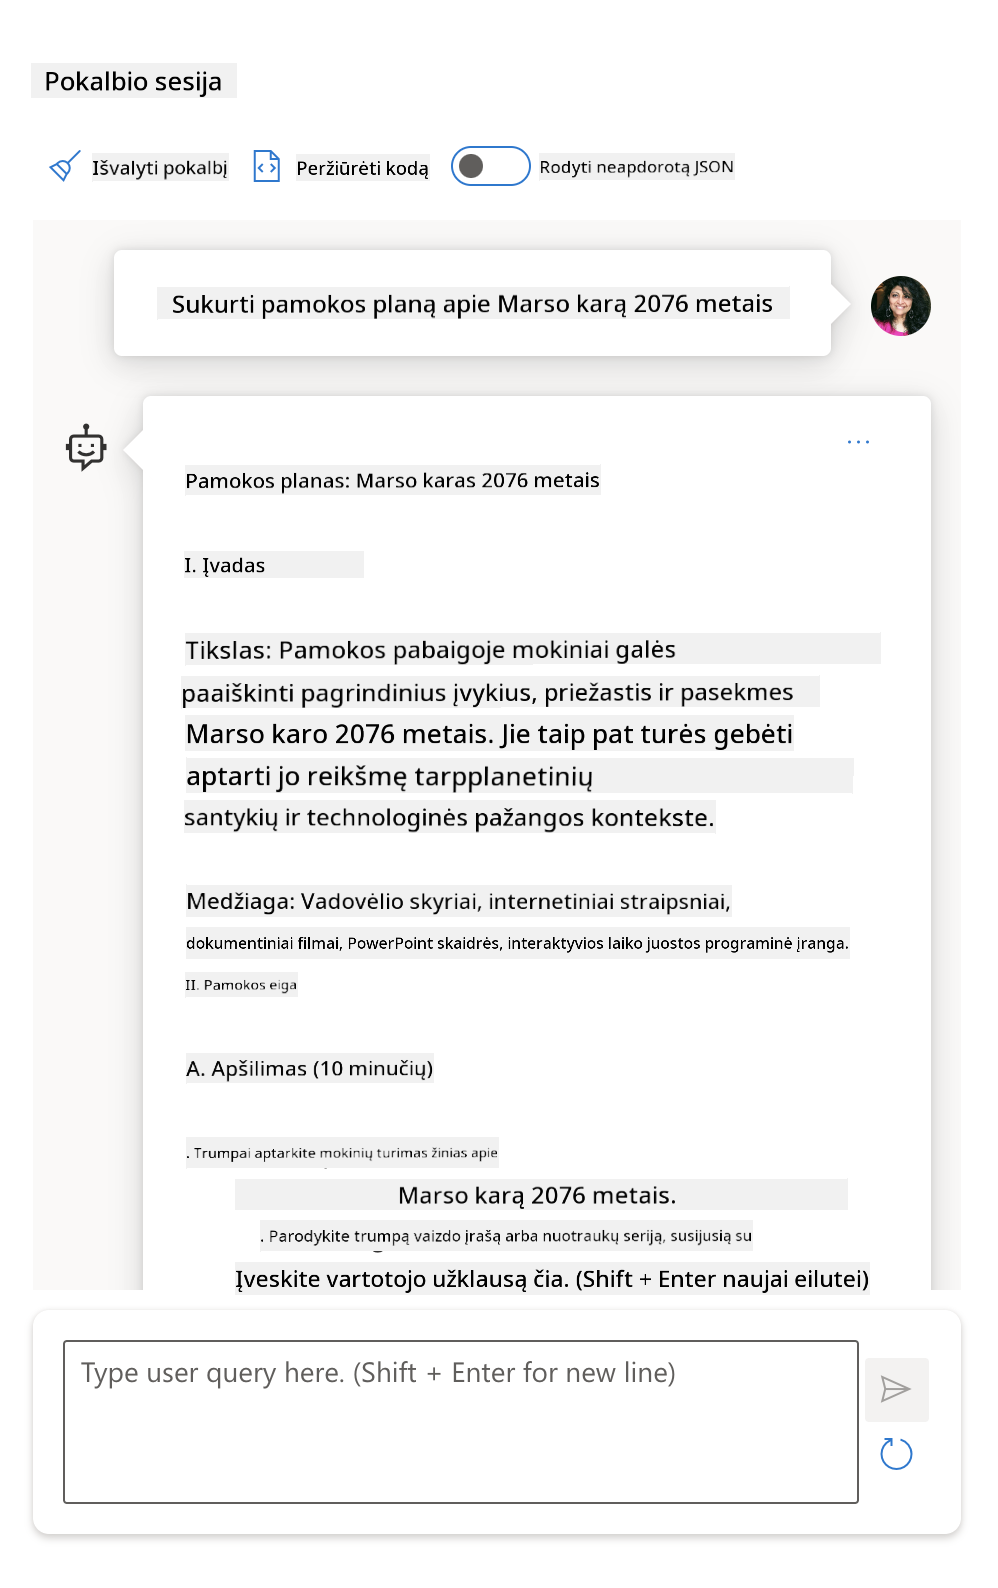 Pokalbio sesija
Išvalyti pokalbį
Peržiūrėti kodą
Rodyti neapdorotą JSON
Sukurti pamokos planą apie Marso karą 2076 metais
Pamokos planas: Marso karas 2076 metais
I. Įvadas
Tikslas: Pamokos pabaigoje mokiniai galės
paaiškinti pagrindinius įvykius, priežastis ir pasekmes
Marso karo 2076 metais. Jie taip pat turės gebėti
aptarti jo reikšmę tarpplanetinių
santykių ir technologinės pažangos kontekste.
Medžiaga: Vadovėlio skyriai, internetiniai straipsniai,
dokumentiniai filmai, PowerPoint skaidrės, interaktyvios laiko juostos programinė įranga.
II. Pamokos eiga
A. Apšilimas (10 minučių)
. Trumpai aptarkite mokinių turimas žinias apie
Marso karą 2076 metais.
. Parodykite trumpą vaizdo įrašą arba nuotraukų seriją, susijusią su
Įveskite vartotojo užklausą čia. (Shift + Enter naujai eilutei)
Type user query here. (Shift + Enter for new line)